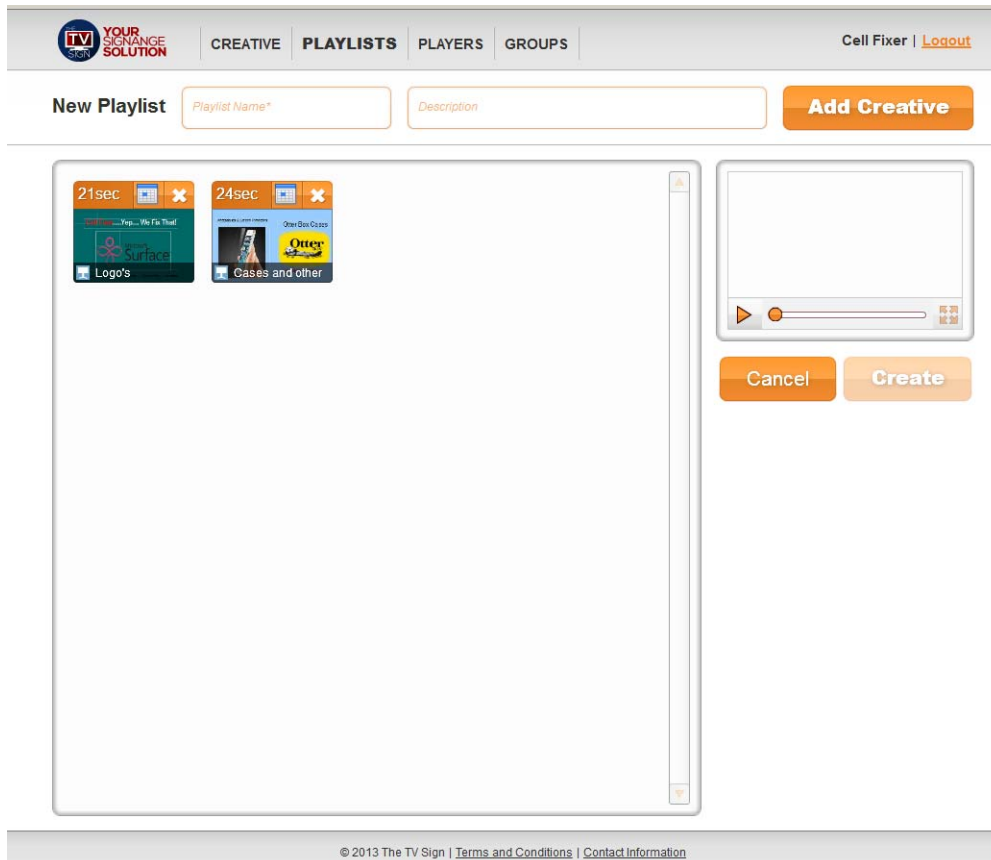 THE
TV
SIGN
YOUR
SIGNANGE
SOLUTION
CREATIVE
PLAYLISTS
PLAYERS
GROUPS
Cell Fixer | Logout
New Playlist
Playlist Name*
Description
Add Creative
21sec
24sec
....Yep.... We Fix That!
Surface
Logo's
Otter Box Cases
Otter
Cases and other
Cancel
Create
© 2013 The TV Sign | Terms and Conditions | Contact Information